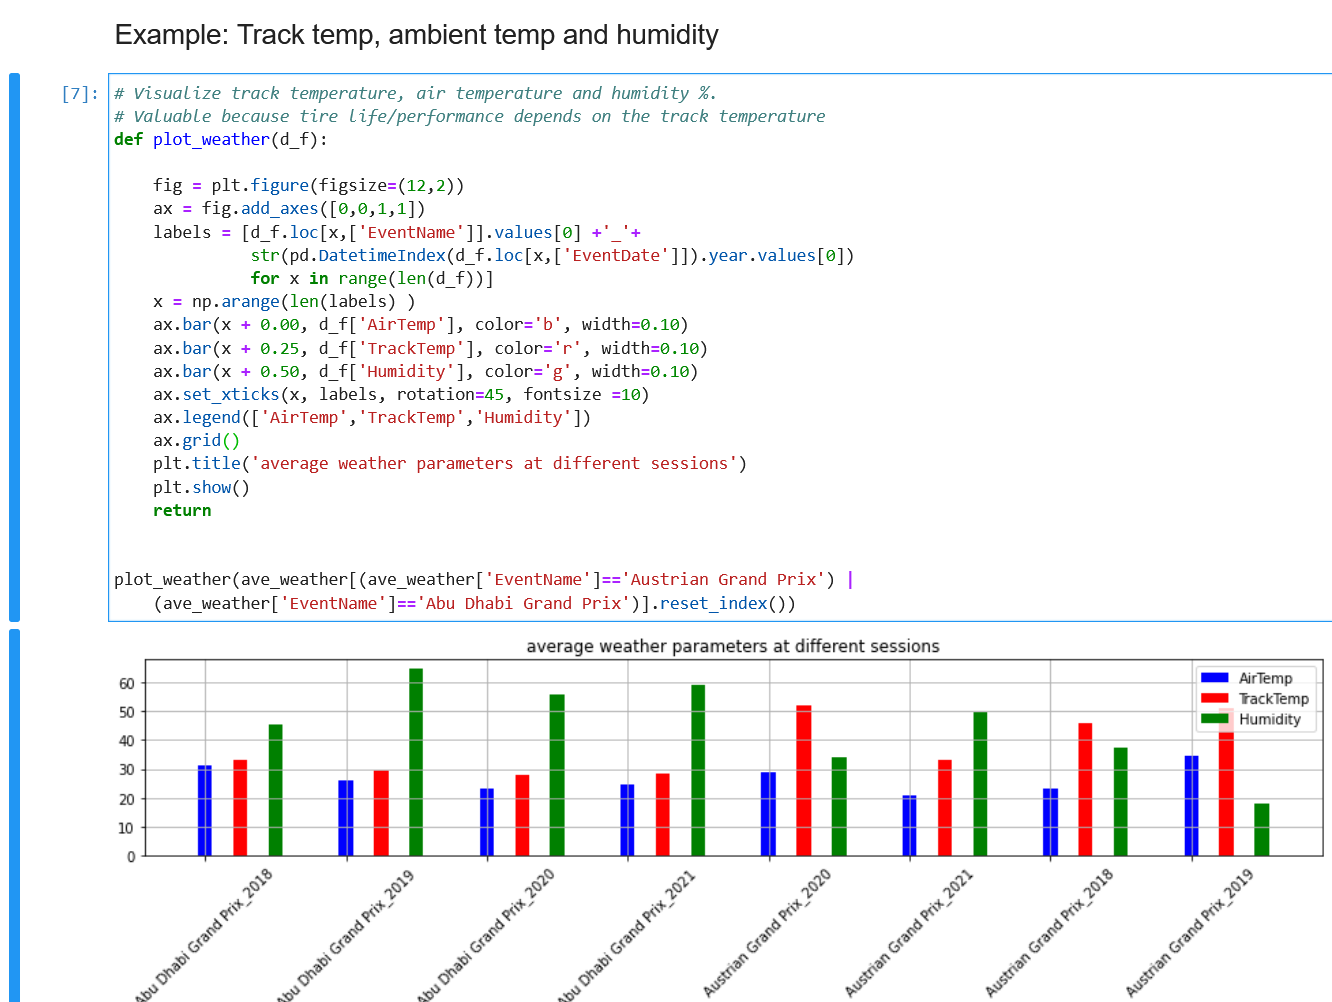 Example: Track temp, ambient temp and humidity
[7]:
# Visualize track temperature, air temperature and humidity %.
# Valuable because tire life/performance depends on the track temperature
def plot_weather(d_f):
fig = plt.figure(figsize=(12,2))
ax = fig.add_axes([0,0,1,1])
labels = [d_f.loc[x,['EventName']].values[0] +'_'+
str(pd.DatetimeIndex(d_f.loc[x,['EventDate']]).year.values[0])
for x in range(len(d_f))]
x = np.arange(len(labels) )
ax.bar(x + 0.00, d_f['AirTemp'], color='b', width=0.10)
ax.bar(x + 0.25, d_f['TrackTemp'], color='r', width=0.10)
ax.bar(x + 0.50, d_f['Humidity'], color='g', width=0.10)
ax.set_xticks(x, labels, rotation=45, fontsize =10)
ax.legend(['AirTemp','TrackTemp','Humidity'])
ax.grid()
plt.title('average weather parameters at different sessions')
plt.show()
return
plot_weather(ave_weather[(ave_weather['EventName']=='Austrian Grand Prix') |
(ave_weather['EventName']=='Abu Dhabi Grand Prix')].reset_index())
average weather parameters at different sessions
AirTemp
TrackTemp
Humidity
60
50
40
30
20
10
0
Abu Dhabi Grand Prix_2018
Abu Dhabi Grand Prix_2019
Abu Dhabi Grand Prix_2020
Abu Dhabi Grand Prix_2021
Austrian Grand Prix_2020
Austrian Grand Prix_2021
Austrian Grand Prix_2018
Austrian Grand Prix_2019